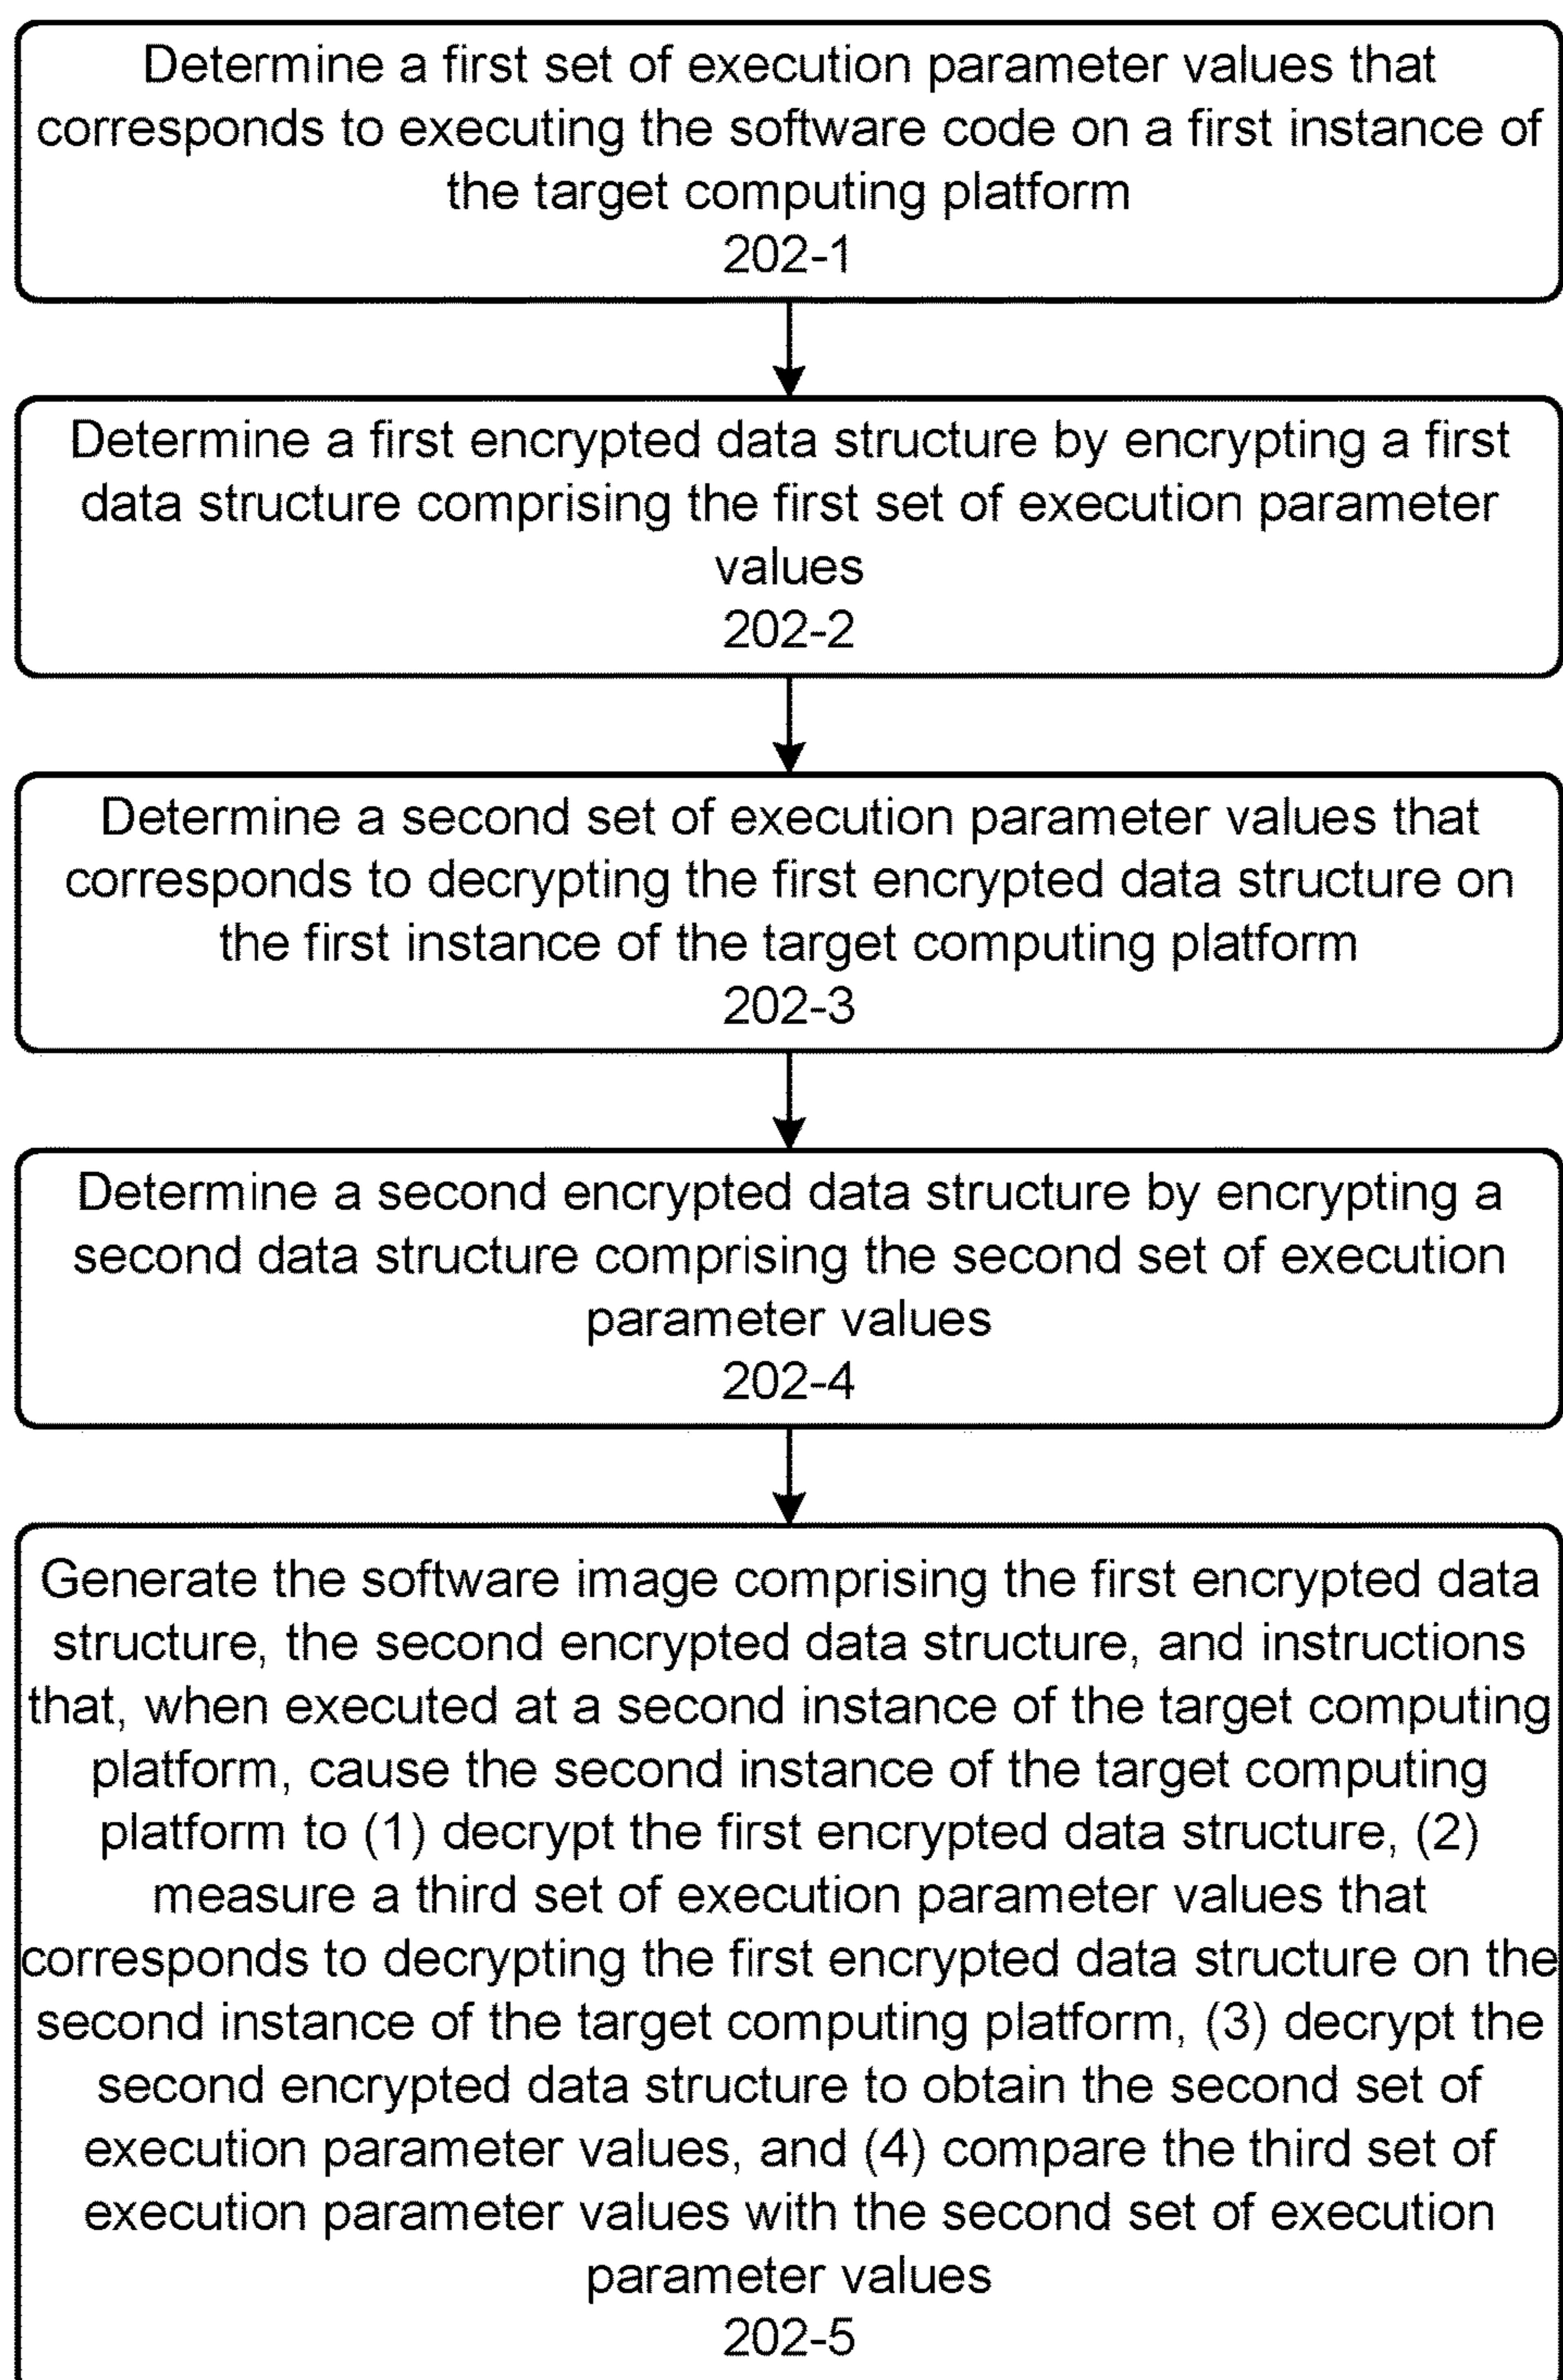 Determine a first set of execution parameter values that
corresponds to executing the software code on a first instance of
the target computing platform
202-1
Determine a first encrypted data structure by encrypting a first
data structure comprising the first set of execution parameter
values
202-2
Determine a second set of execution parameter values that
corresponds to decrypting the first encrypted data structure on
the first instance of the target computing platform
202-3
Determine a second encrypted data structure by encrypting a
second data structure comprising the second set of execution
parameter values
202-4
Generate the software image comprising the first encrypted data
structure, the second encrypted data structure, and instructions
that, when executed at a second instance of the target computing
platform, cause the second instance of the target computing
platform to (1) decrypt the first encrypted data structure, (2)
measure a third set of execution parameter values that
corresponds to decrypting the first encrypted data structure on the
second instance of the target computing platform, (3) decrypt the
second encrypted data structure to obtain the second set of
execution parameter values, and (4) compare the third set of
execution parameter values with the second set of execution
parameter values
202-5